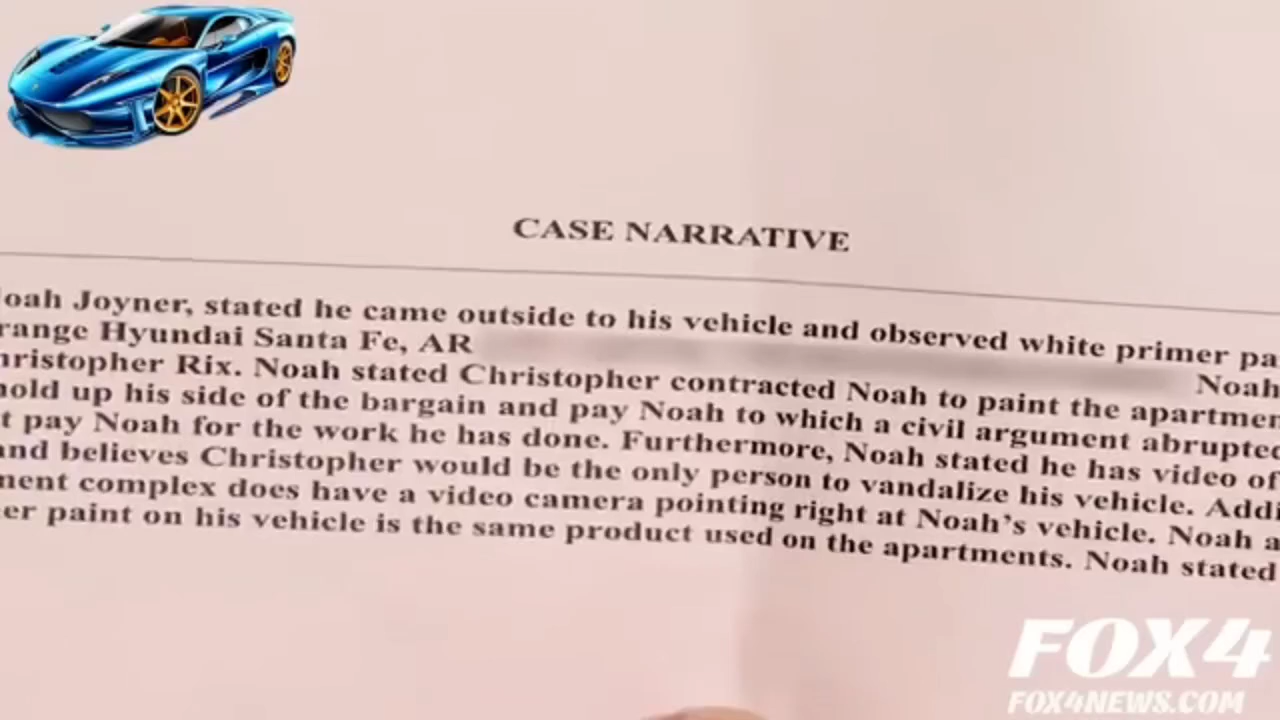 CASE NARRATIVE
oah Joyner, stated he came outside to his vehicle and observed white primer pa
range Hyundai Santa Fe, AR Noah
hristopher Rix. Noah stated Christopher contracted Noah to paint the apartmen
hold up his side of the bargain and pay Noah to which a civil argument abrupted
t pay Noah for the work he has done. Furthermore, Noah stated he has video of
and believes Christopher would be the only person to vandalize his vehicle. Addi
ment complex does have a video camera pointing right at Noah's vehicle. Noah a
er paint on his vehicle is the same product used on the apartments. Noah stated
FOX4
FOX4NEWS.COM